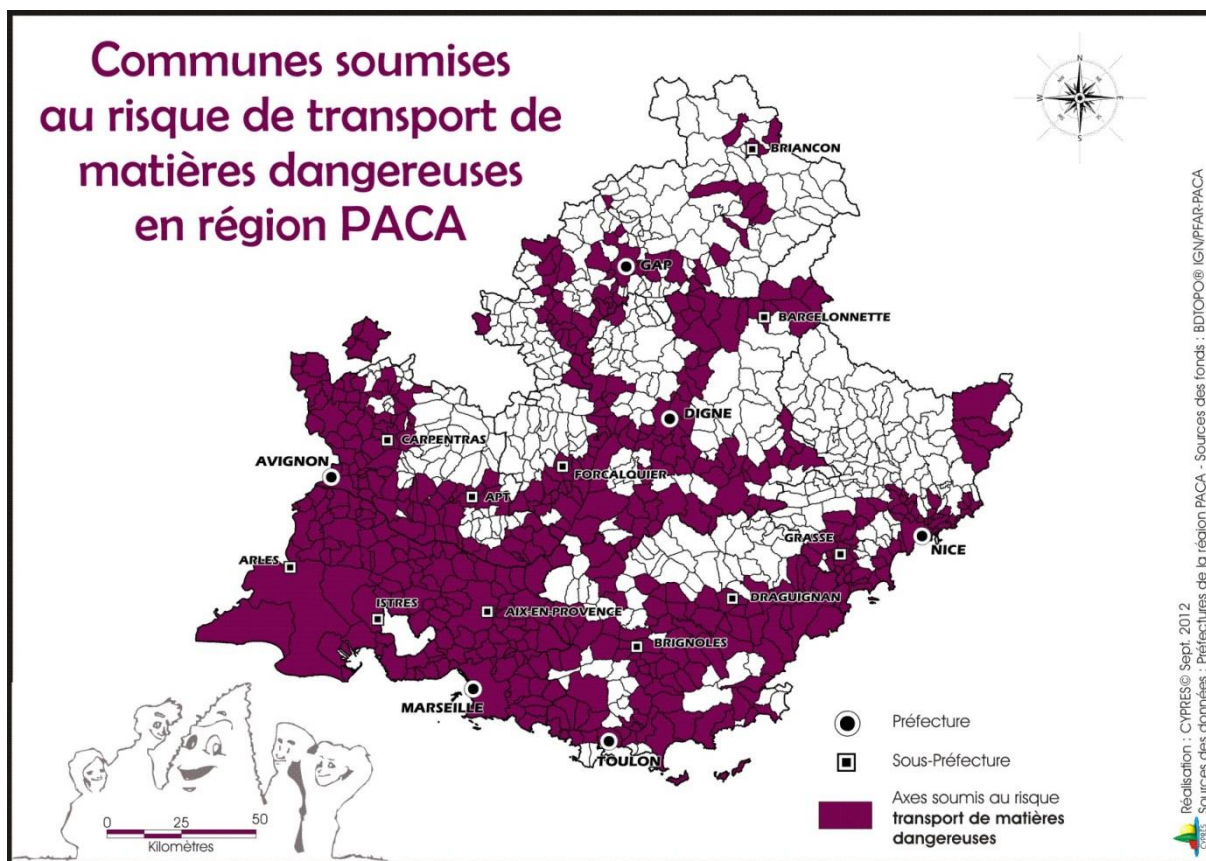 Communes soumises
au risque de transport de
matières dangereuses
en région PACA
N
W
E
S
BRIANCON
GAP
BARCELONNETTE
DIGNE
CARPENTRAS
AVIGNON
FORCALQUIER
APT
GRASSE
NICE
ARLES
ISTRES
AIX-EN-PROVENCE
DRAGUIGNAN
BRIGNOLES
MARSEILLE
TOULON
Préfecture
Sous-Préfecture
Axes soumis au risque
transport de matières
dangereuses
0 25 50
Kilomètres
CYPRES
Réalisation : CYPRES© Sept. 2012
Sources des données : Préfectures de la région PACA - Sources des fonds : BDTOPO® IGN/PFAR-PACA